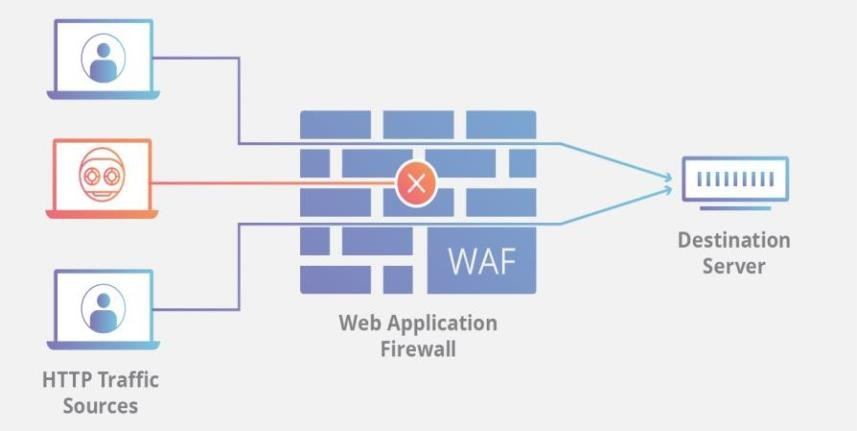 WAF
Web Application
Firewall
Destination
Server
HTTP Traffic
Sources